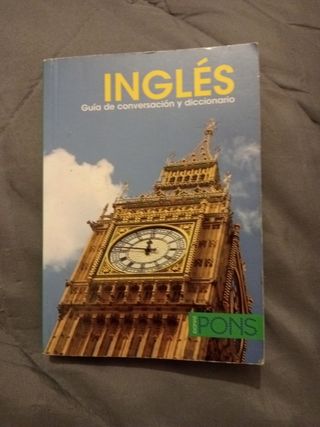 INGLÉS
Guía de conversación y diccionario
PONS